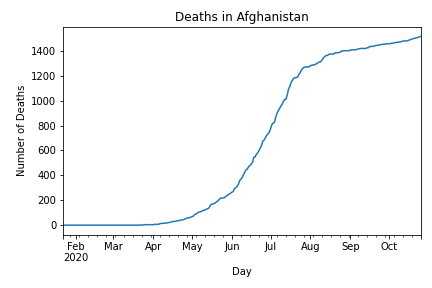 Deaths in Afghanistan
Number of Deaths
1400
1200
1000
800
600
400
200
0
Feb Mar Apr May Jun Jul Aug Sep Oct
2020
Day